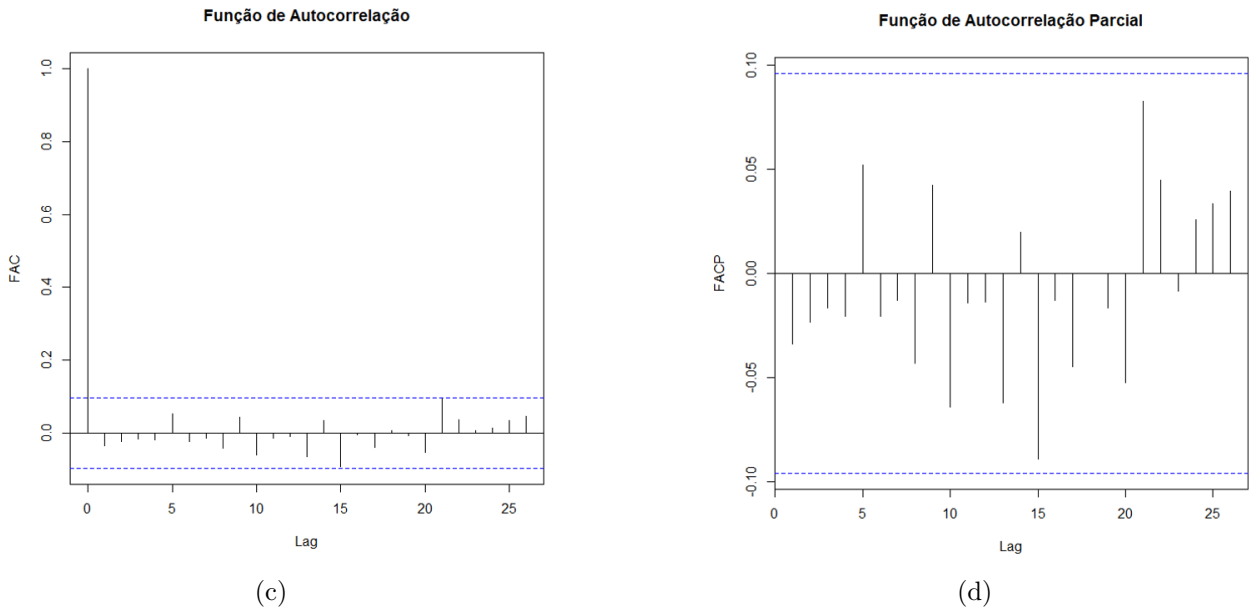 Função de Autocorrelação
1.0
0.8
0.6
0.4
0.2
0.0
FAC
0 5 10 15 20 25
Lag
(c)
Função de Autocorrelação Parcial
0.10
0.05
0.00
-0.05
-0.10
FACP
0 5 10 15 20 25
Lag
(d)